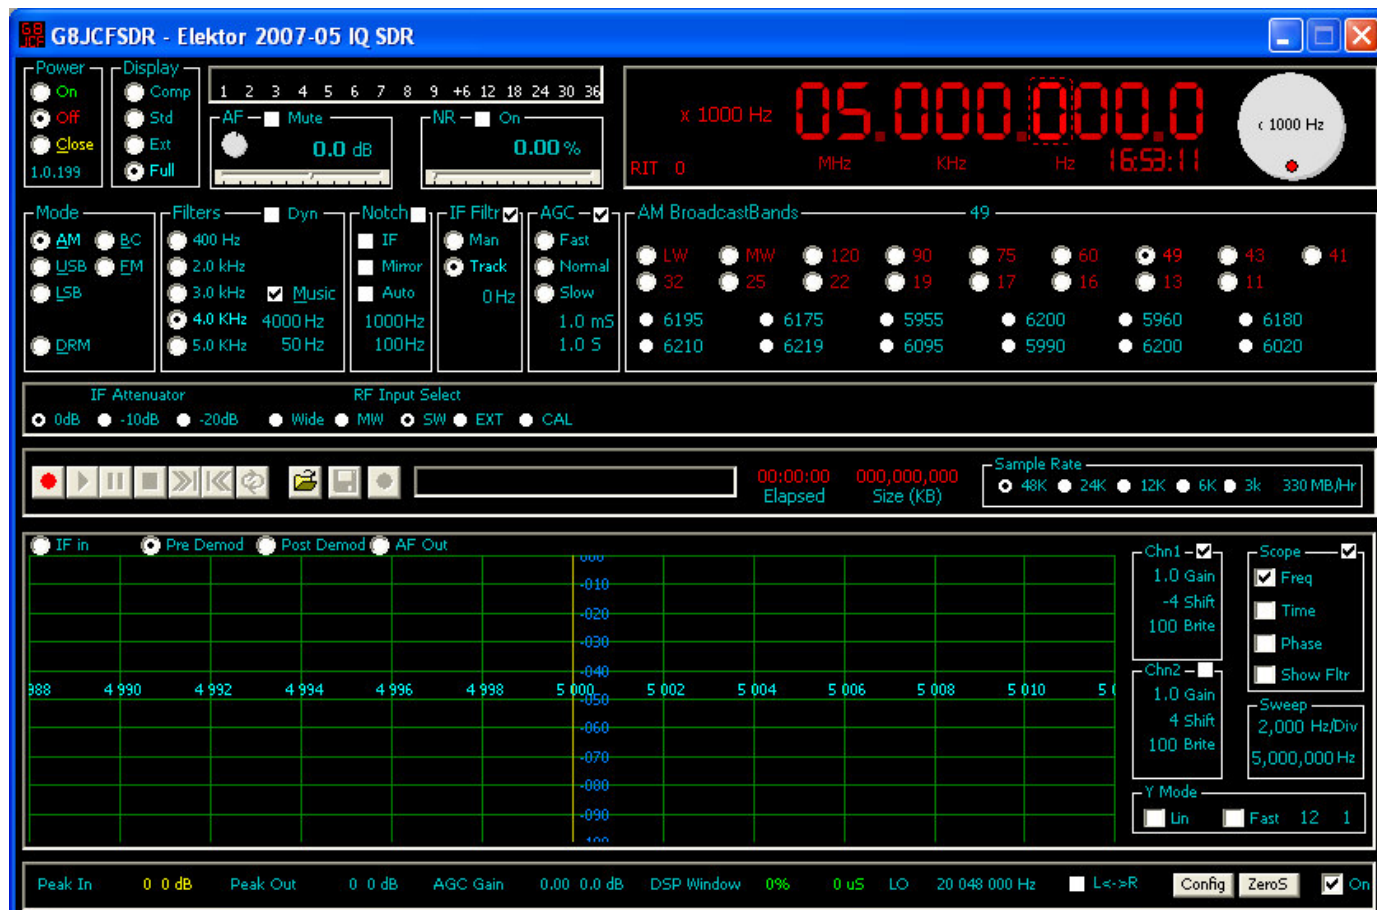 G8JCF G8JCFSDR - Elektor 2007-05 IQ SDR
Power Display
On Comp 1 2 3 4 5 6 7 8 9 +6 12 18 24 30 36
Off Std AF Mute NR On
Close Ext 0.0 dB 0.00 %
1.0.199 Full
x 1000 Hz 05.000.000.0
RIT 0 MHz KHz Hz 16:53:11
1000 Hz
Mode
AM BC
USB FM
LSB
DRM
Filters Dyn
400 Hz
2.0 kHz
3.0 kHz Music
4.0 KHz 4000 Hz
5.0 KHz 50 Hz
Notch
IF
Mirror
Auto
1000Hz
100Hz
IF Filtr
Man
Track
0 Hz
AGC
Fast
Normal
Slow
1.0 mS
1.0 S
AM BroadcastBands 49
LW MW 120 90 75 60 49 43 41
32 25 22 19 17 16 13 11
6195 6175 5955 6200 5960 6180
6210 6219 6095 5990 6200 6020
IF Attenuator RF Input Select
0dB -10dB -20dB Wide MW SW EXT CAL
00:00:00 000,000,000
Elapsed Size (KB)
Sample Rate
48K 24K 12K 6K 3k 330 MB/Hr
IF in Pre Demod Post Demod AF Out
000
-010
-020
-030
-040
988 4 990 4 992 4 994 4 996 4 998 5 000 5 002 5 004 5 006 5 008 5 010 5
-050
-060
-070
-080
-090
-100
Chn1
1.0 Gain
-4 Shift
100 Brite
Chn2
1.0 Gain
4 Shift
100 Brite
Scope
Freq
Time
Phase
Show Fltr
Sweep
2,000 Hz/Div
5,000,000 Hz
Y Mode
Lin Fast 12 1
Peak In 0 0 dB Peak Out 0 0 dB AGC Gain 0.00 0.0 dB DSP Window 0% 0 uS LO 20 048 000 Hz L<->R Config ZeroS On